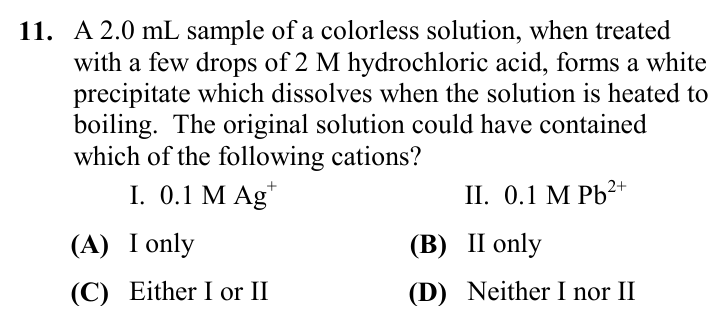 11. A 2.0 mL sample of a colorless solution, when treated
with a few drops of 2 M hydrochloric acid, forms a white
precipitate which dissolves when the solution is heated to
boiling. The original solution could have contained
which of the following cations?
I. 0.1 M Ag⁺ II. 0.1 M Pb²⁺
(A) I only (B) II only
(C) Either I or II (D) Neither I nor II